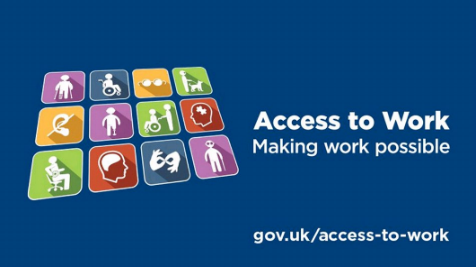 Access to Work
Making work possible
gov.uk/access-to-work